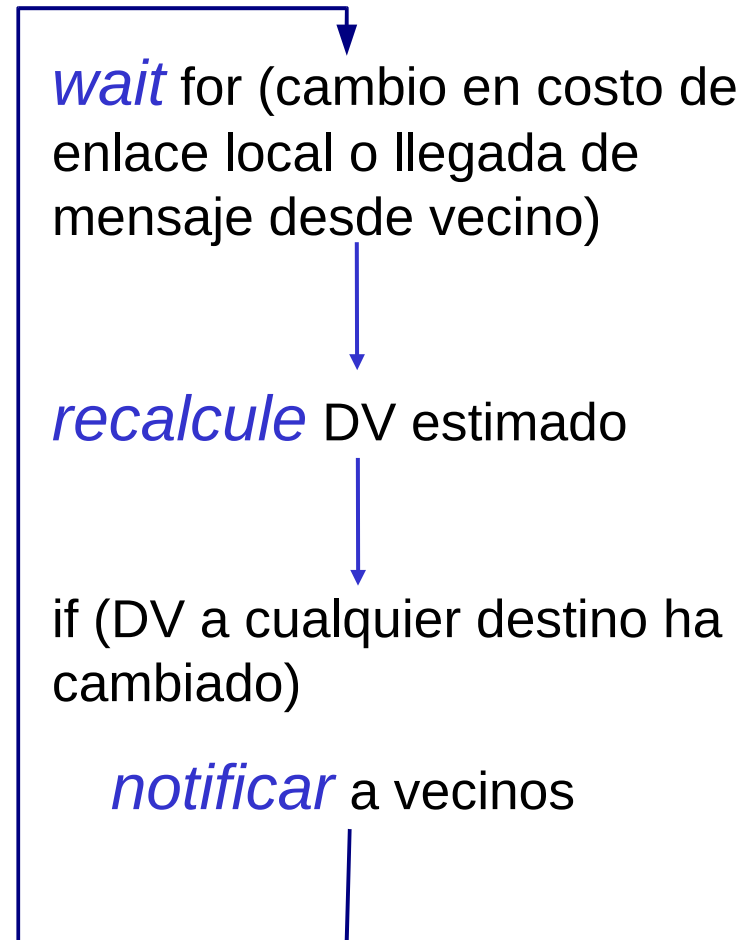 wait for (cambio en costo de
enlace local o llegada de
mensaje desde vecino)
recalcule DV estimado
if (DV a cualquier destino ha
cambiado)
notificar a vecinos